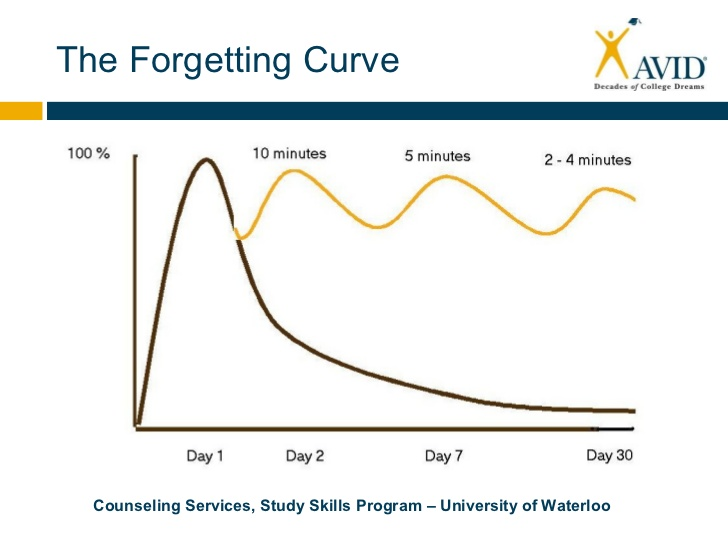 The Forgetting Curve
AVID®
Decades of College Dreams
100 %
10 minutes
5 minutes
2 - 4 minutes
Day 1
Day 2
Day 7
Day 30
Counseling Services, Study Skills Program – University of Waterloo